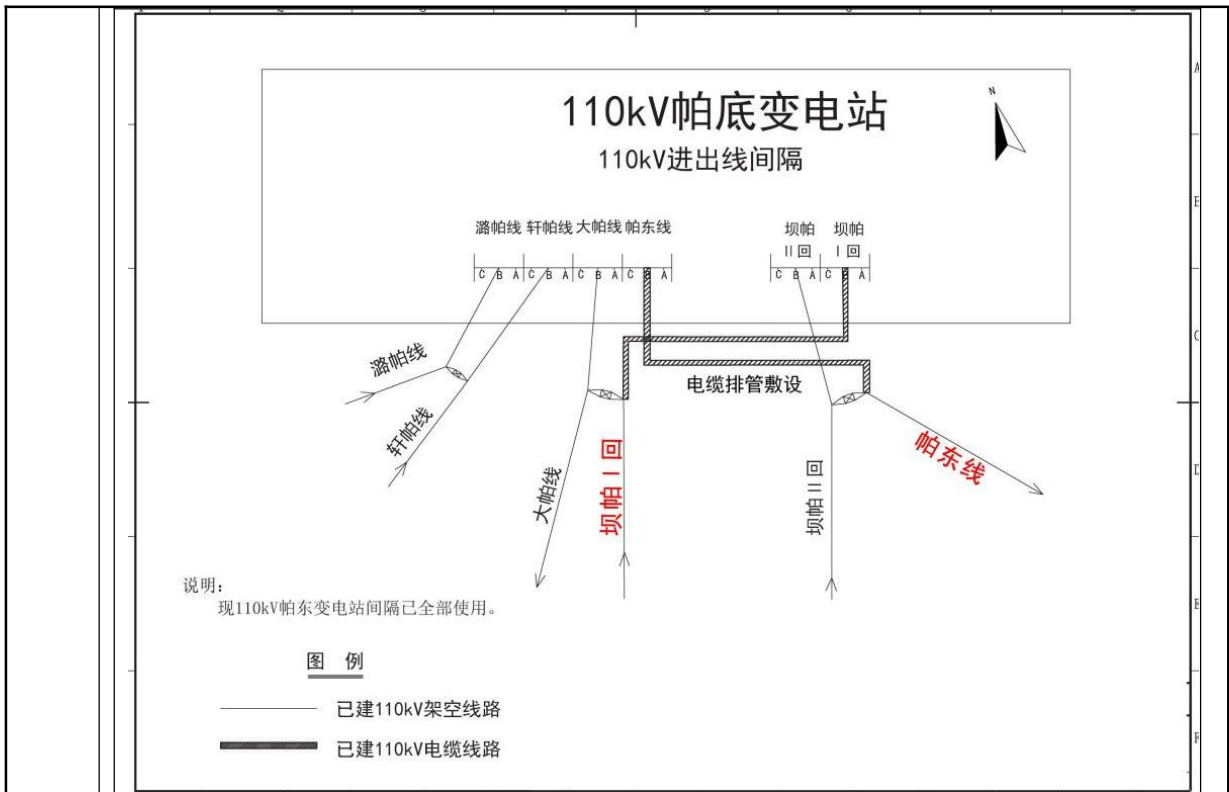 110kV帕底变电站
N
110kV进出线间隔
潞帕线 轩帕线 大帕线 帕东线
坝帕 II回
坝帕 I回
C B A C B A C B A C A
C B A C A
潞帕线
轩帕线
大帕线
坝帕I回
电缆排管敷设
坝帕II回
帕东线
说明：
现110kV帕东变电站间隔已全部使用。
图 例
已建110kV架空线路
已建110kV电缆线路